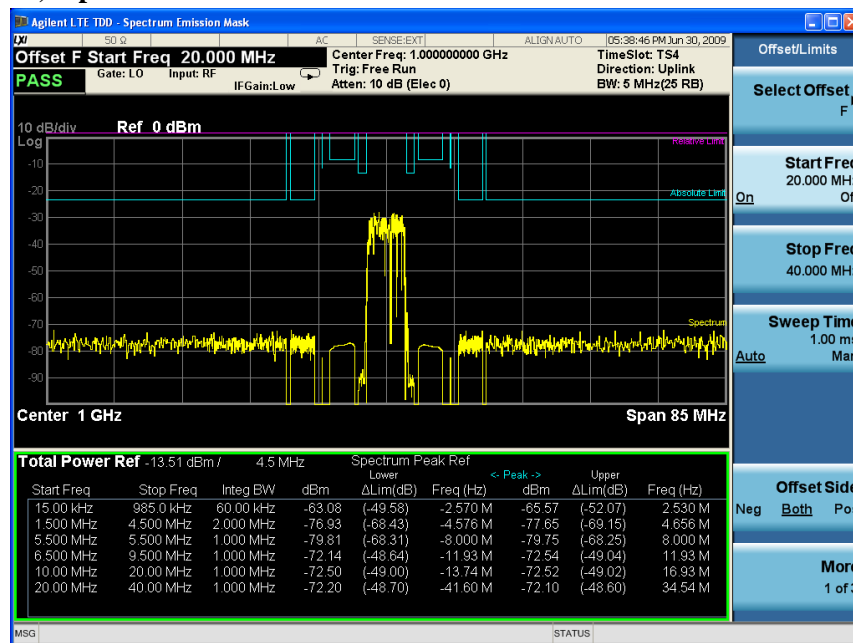 Agilent LTE TDD - Spectrum Emission Mask
LXI 50 Ω AC SENSE:EXT ALIGN AUTO 05:38:46 PM Jun 30, 2009
Offset F Start Freq 20.000 MHz
Center Freq: 1.000000000 GHz
TimeSlot: TS4
PASS
Gate: LO Input: RF
IFGain:Low
Trig: Free Run
Direction: Uplink
Atten: 10 dB (Elec 0)
BW: 5 MHz(25 RB)
10 dB/div Ref 0 dBm
Log
Relative Limit
-10
-20
Absolute Limit
-30
-40
-50
-60
-70
Spectrum
-80
-90
Center 1 GHz Span 85 MHz
Total Power Ref -13.51 dBm / 4.5 MHz Spectrum Peak Ref
Lower <- Peak -> Upper
Start Freq Stop Freq Integ BW dBm ΔLim(dB) Freq (Hz) dBm ΔLim(dB) Freq (Hz)
15.00 kHz 985.0 kHz 60.00 kHz -63.08 (-49.58) -2.570 M -65.57 (-52.07) 2.530 M
1.500 MHz 4.500 MHz 2.000 MHz -76.93 (-68.43) -4.576 M -77.65 (-69.15) 4.656 M
5.500 MHz 5.500 MHz 1.000 MHz -79.81 (-68.31) -8.000 M -79.75 (-68.25) 8.000 M
6.500 MHz 9.500 MHz 1.000 MHz -72.14 (-48.64) -11.93 M -72.54 (-49.04) 11.93 M
10.00 MHz 20.00 MHz 1.000 MHz -72.50 (-49.00) -13.74 M -72.52 (-49.02) 16.93 M
20.00 MHz 40.00 MHz 1.000 MHz -72.20 (-48.70) -41.60 M -72.10 (-48.60) 34.54 M
MSG STATUS
Offset/Limits
Select Offset
F
Start Freq
20.000 MH
On Of
Stop Freq
40.000 MH
Sweep Time
1.00 ms
Auto Man
Offset Side
Neg Both Pos
More
1 of 3